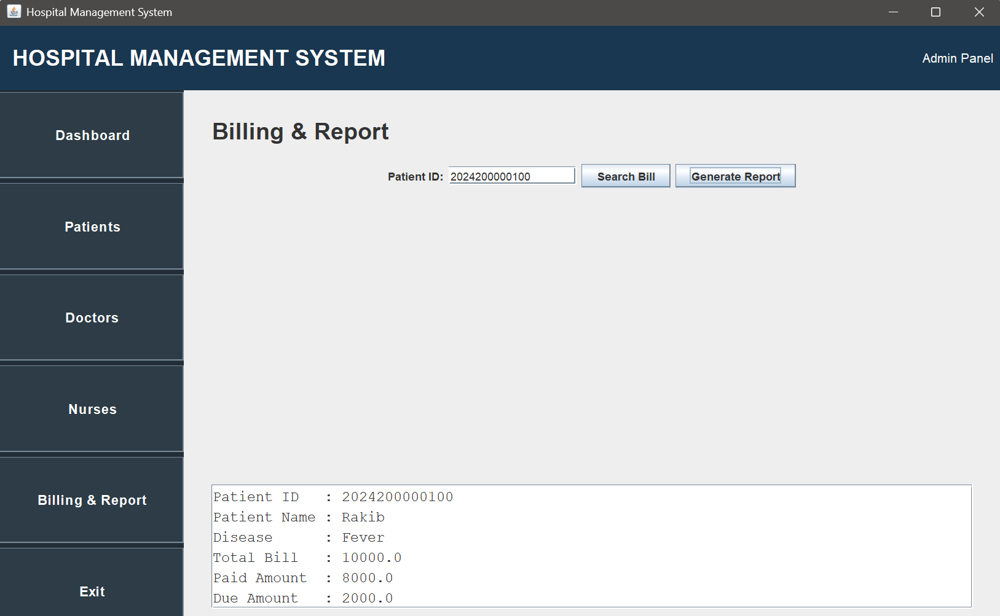 Hospital Management System
HOSPITAL MANAGEMENT SYSTEM
Admin Panel
Dashboard
Patients
Doctors
Nurses
Billing & Report
Exit
Billing & Report
Patient ID: 2024200000100 Search Bill Generate Report
Patient ID : 2024200000100
Patient Name : Rakib
Disease : Fever
Total Bill : 10000.0
Paid Amount : 8000.0
Due Amount : 2000.0